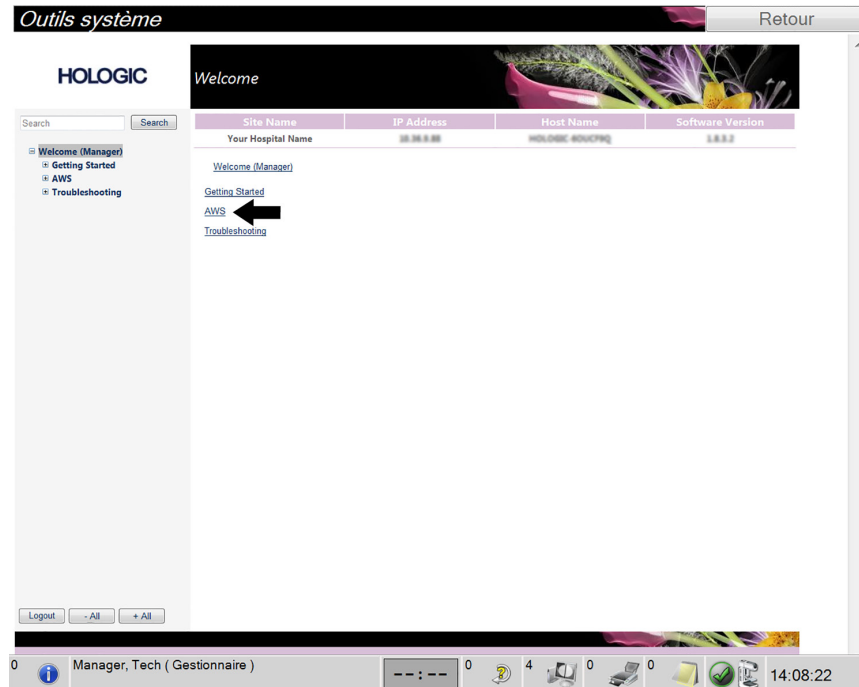 Outils système
Retour
HOLOGIC
Welcome
Search
Search
Site Name IP Address Host Name Software Version
Your Hospital Name
Welcome (Manager)
Getting Started
AWS
Troubleshooting
Welcome (Manager)
Getting Started
AWS
Troubleshooting
Logout - All + All
0 Manager, Tech ( Gestionnaire ) --:-- 0 4 0 0 14:08:22